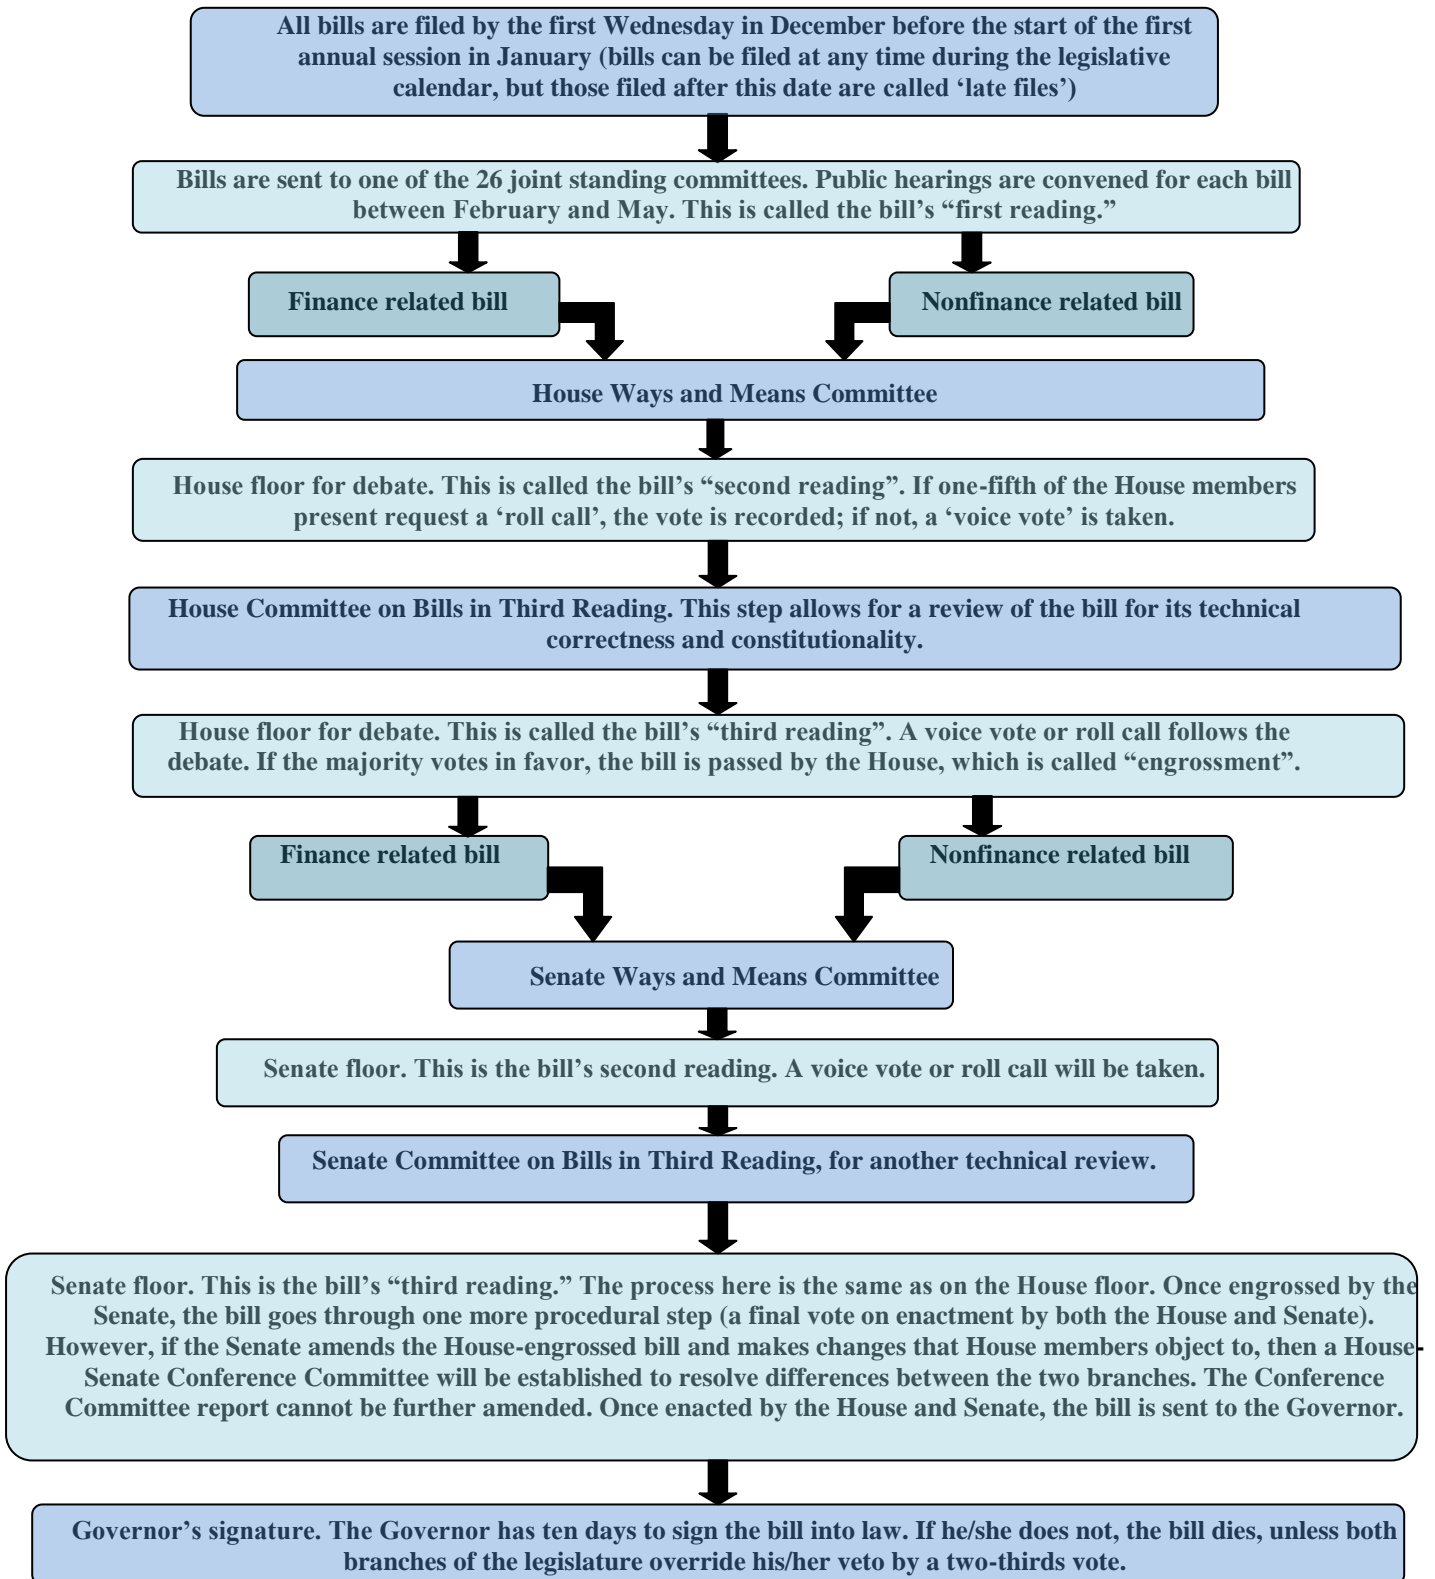 All bills are filed by the first Wednesday in December before the start of the first
annual session in January (bills can be filed at any time during the legislative
calendar, but those filed after this date are called ‘late files’)
Bills are sent to one of the 26 joint standing committees. Public hearings are convened for each bill
between February and May. This is called the bill’s “first reading.”
Finance related bill
Nonfinance related bill
House Ways and Means Committee
House floor for debate. This is called the bill’s “second reading”. If one-fifth of the House members
present request a ‘roll call’, the vote is recorded; if not, a ‘voice vote’ is taken.
House Committee on Bills in Third Reading. This step allows for a review of the bill for its technical
correctness and constitutionality.
House floor for debate. This is called the bill’s “third reading”. A voice vote or roll call follows the
debate. If the majority votes in favor, the bill is passed by the House, which is called “engrossment”.
Finance related bill
Nonfinance related bill
Senate Ways and Means Committee
Senate floor. This is the bill’s second reading. A voice vote or roll call will be taken.
Senate Committee on Bills in Third Reading, for another technical review.
Senate floor. This is the bill’s “third reading.” The process here is the same as on the House floor. Once engrossed by the
Senate, the bill goes through one more procedural step (a final vote on enactment by both the House and Senate).
However, if the Senate amends the House-engrossed bill and makes changes that House members object to, then a House-
Senate Conference Committee will be established to resolve differences between the two branches. The Conference
Committee report cannot be further amended. Once enacted by the House and Senate, the bill is sent to the Governor.
Governor’s signature. The Governor has ten days to sign the bill into law. If he/she does not, the bill dies, unless both
branches of the legislature override his/her veto by a two-thirds vote.